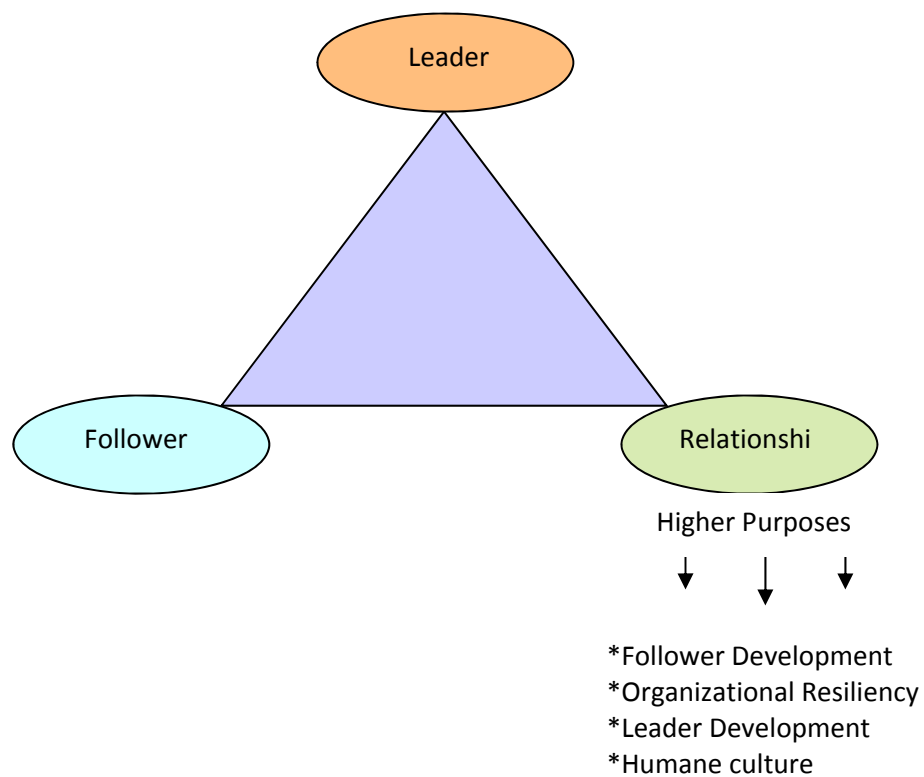 Leader
Follower
Relationshi
Higher Purposes
*Follower Development
*Organizational Resiliency
*Leader Development
*Humane culture